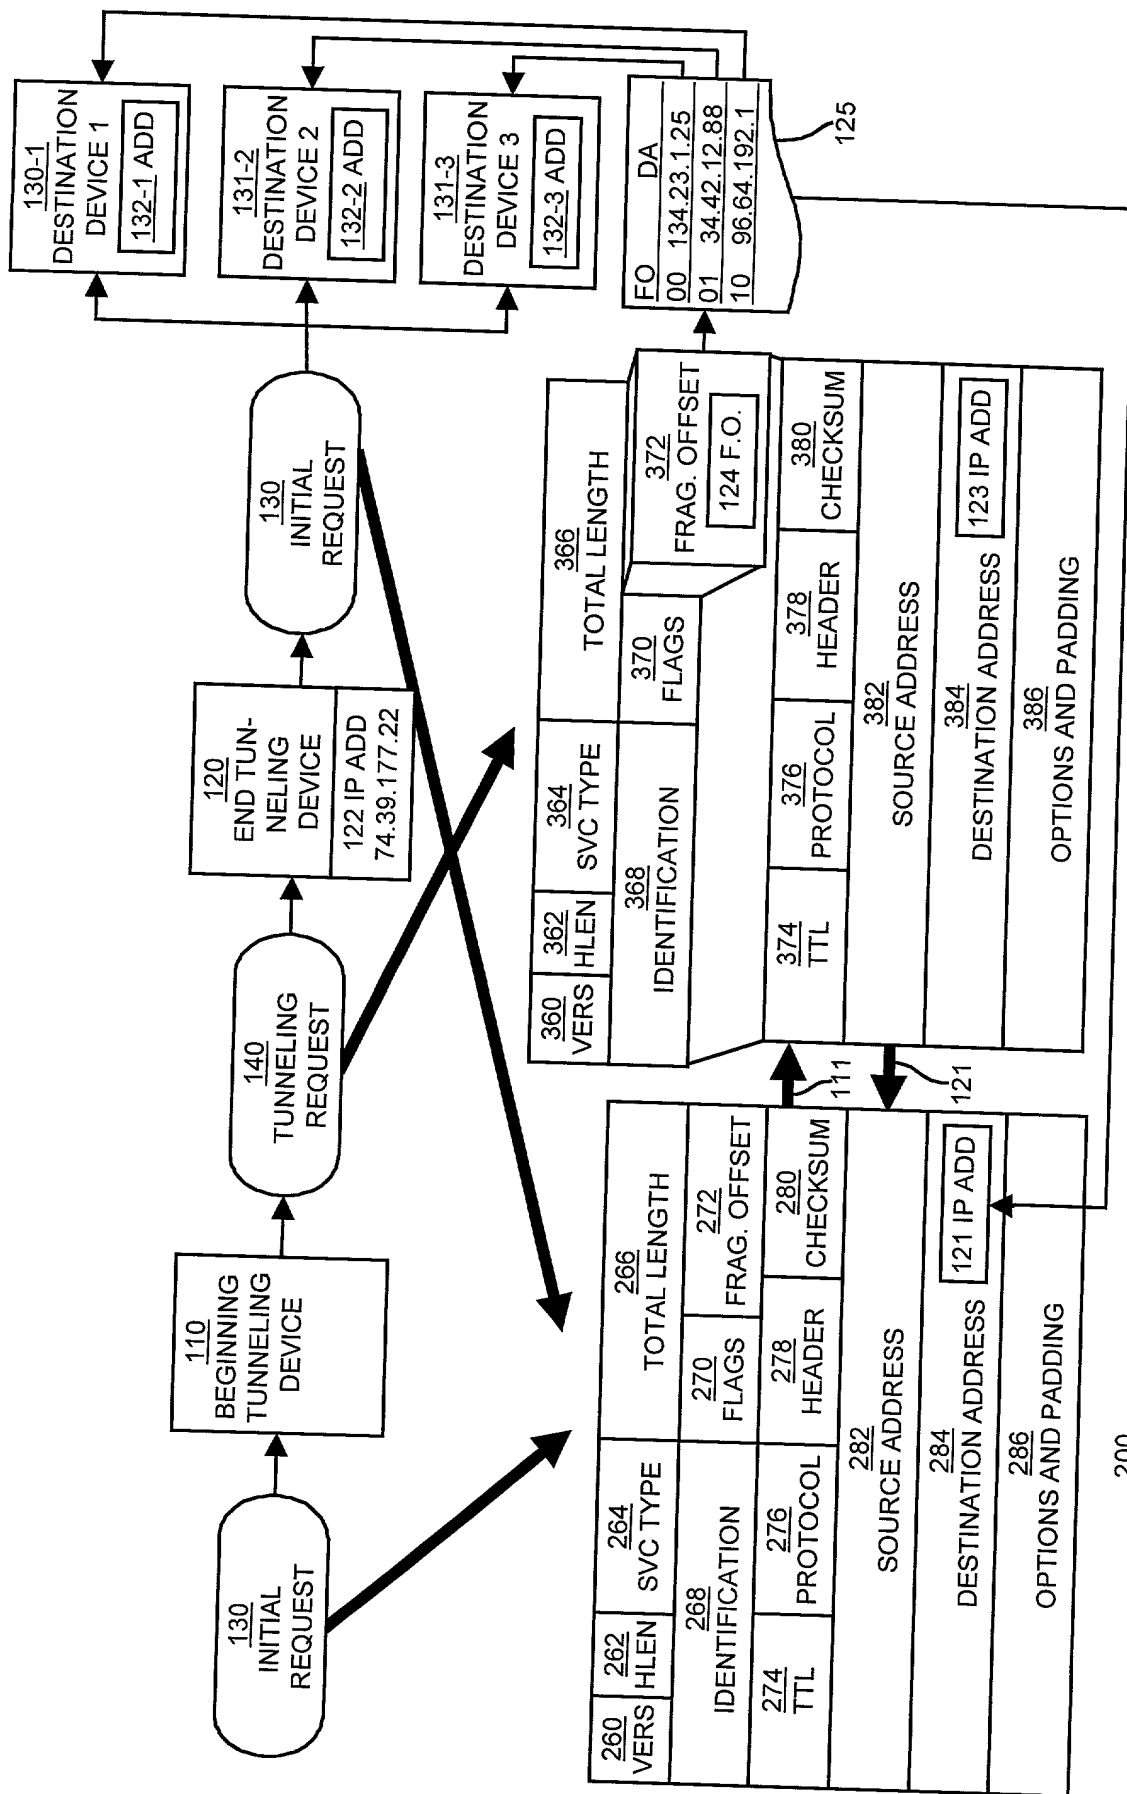 130
INITIAL
REQUEST
110
BEGINNING
TUNNELING
DEVICE
140
TUNNELING
REQUEST
120
END TUN-
NELING
DEVICE
122 IP ADD
74.39.177.22
130
INITIAL
REQUEST
130-1
DESTINATION
DEVICE 1
132-1 ADD
131-2
DESTINATION
DEVICE 2
132-2 ADD
131-3
DESTINATION
DEVICE 3
132-3 ADD
FO DA
00 134.23.1.25
01 34.42.12.88
10 96.64.192.1
125
260
VERS
262
HLEN
264
SVC TYPE
266
TOTAL LENGTH
268
IDENTIFICATION
270
FLAGS
272
FRAG. OFFSET
274
TTL
276
PROTOCOL
278
HEADER
280
CHECKSUM
282
SOURCE ADDRESS
284
DESTINATION ADDRESS
121 IP ADD
286
OPTIONS AND PADDING
111
121
360
VERS
362
HLEN
364
SVC TYPE
366
TOTAL LENGTH
368
IDENTIFICATION
370
FLAGS
372
FRAG. OFFSET
124 F.O.
374
TTL
376
PROTOCOL
378
HEADER
380
CHECKSUM
382
SOURCE ADDRESS
384
DESTINATION ADDRESS
123 IP ADD
386
OPTIONS AND PADDING
200